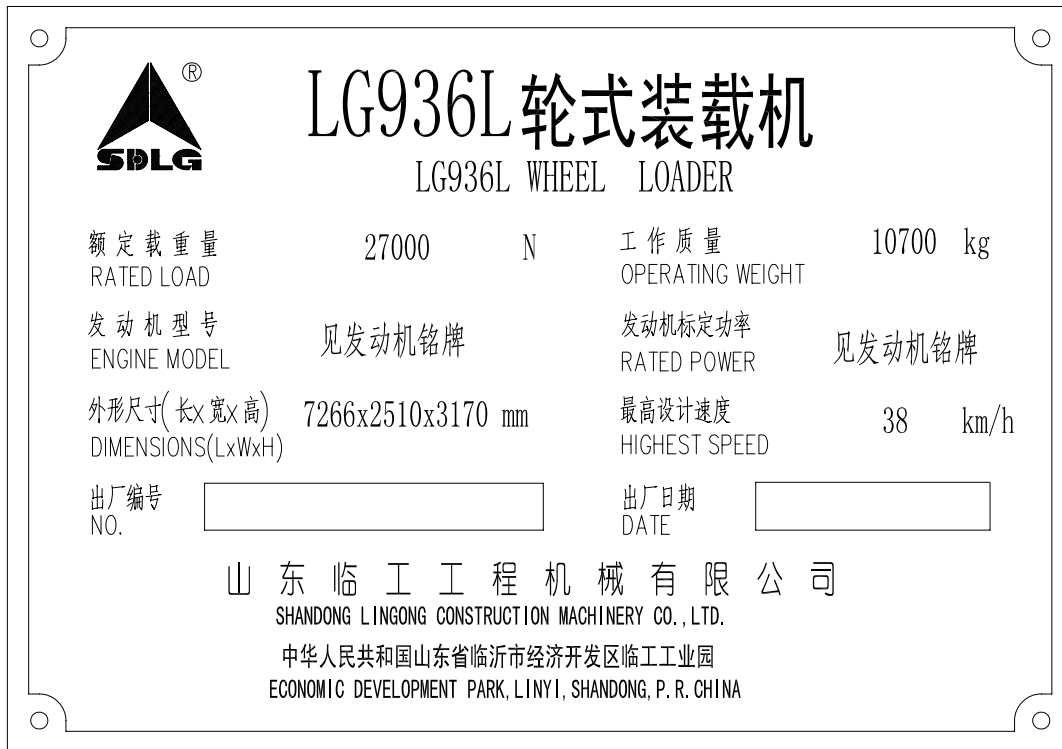 ®
SDLG
LG936L轮式装载机
LG936L WHEEL LOADER
额定载重量 27000 N
RATED LOAD
工作质量 10700 kg
OPERATING WEIGHT
发动机型号 见发动机铭牌
ENGINE MODEL
发动机标定功率 见发动机铭牌
RATED POWER
外形尺寸(长x宽x高) 7266x2510x3170 mm
DIMENSIONS(LxWxH)
最高设计速度 38 km/h
HIGHEST SPEED
出厂编号
NO.
出厂日期
DATE
山东临工工程机械有限公司
SHANDONG LINGONG CONSTRUCTION MACHINERY CO.,LTD.
中华人民共和国山东省临沂市经济开发区临工工业园
ECONOMIC DEVELOPMENT PARK,LINYI,SHANDONG,P.R.CHINA